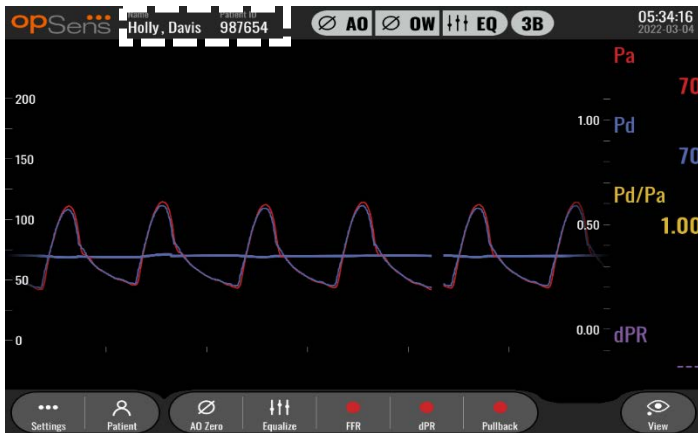 opSens
Name Patient ID
Holly, Davis 987654
AO OW EQ 3B
05:34:16
2022-03-04
Pa
70
200
1.00
Pd
150
70
Pd/Pa
100
0.50
1.00
50
0
0.00
dPR
---
Settings Patient AO Zero Equalize FFR dPR Pullback View